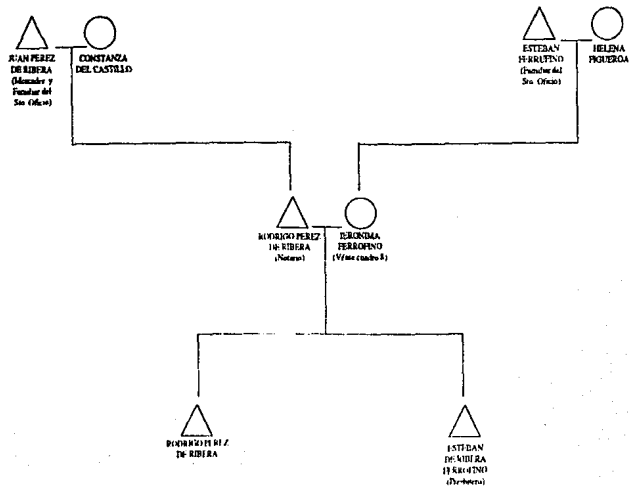 JUAN PEREZ
DE RIBERA
(Mercader y
Familiar del
Sto. Oficio)
CONSTANZA
DEL CASTILLO
ESTEBAN
FERRUFINO
(Familiar del
Sto. Oficio)
HELENA
FIGUEROA
RODRIGO PEREZ
DE RIBERA
(Notario)
JERONIMA
FERROFINO
(Véase cuadro 8)
RODRIGO PEREZ
DE RIBERA
ESTEBAN
DE RIBERA
FERROFINO
(Presbítero)